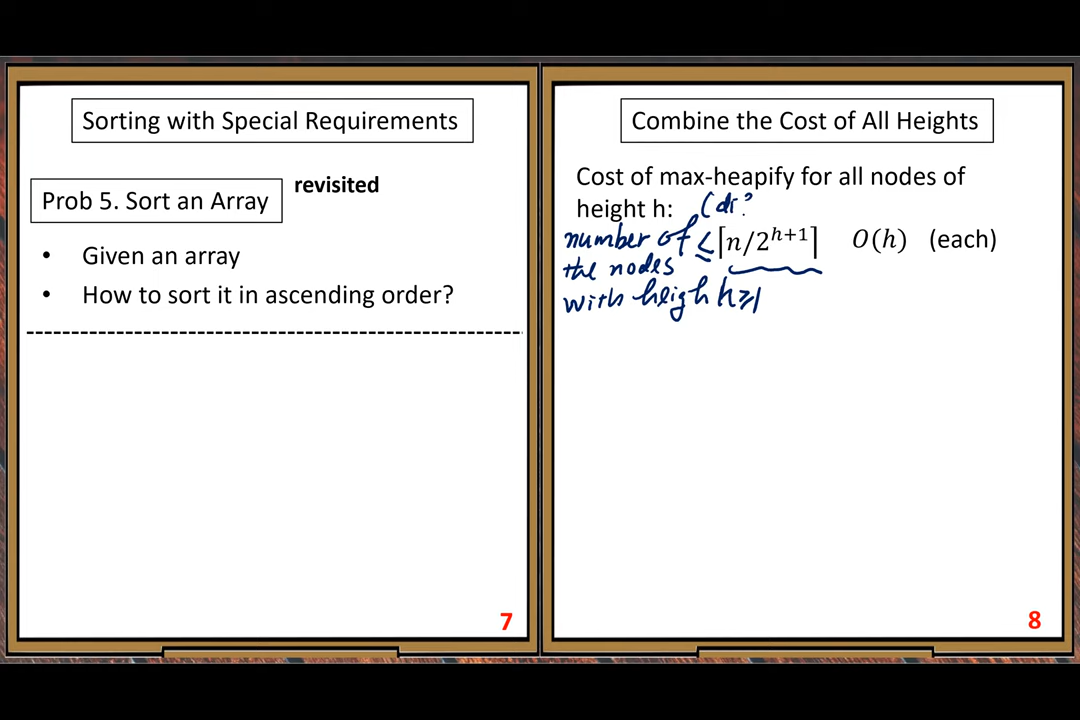 Sorting with Special Requirements
Prob 5. Sort an Array
revisited
• Given an array
• How to sort it in ascending order?
7
Combine the Cost of All Heights
Cost of max-heapify for all nodes of
height h:
number of ≤ ⌈n/2^{h+1}⌉ O(h) (each)
the nodes
with heigh h≥1
8